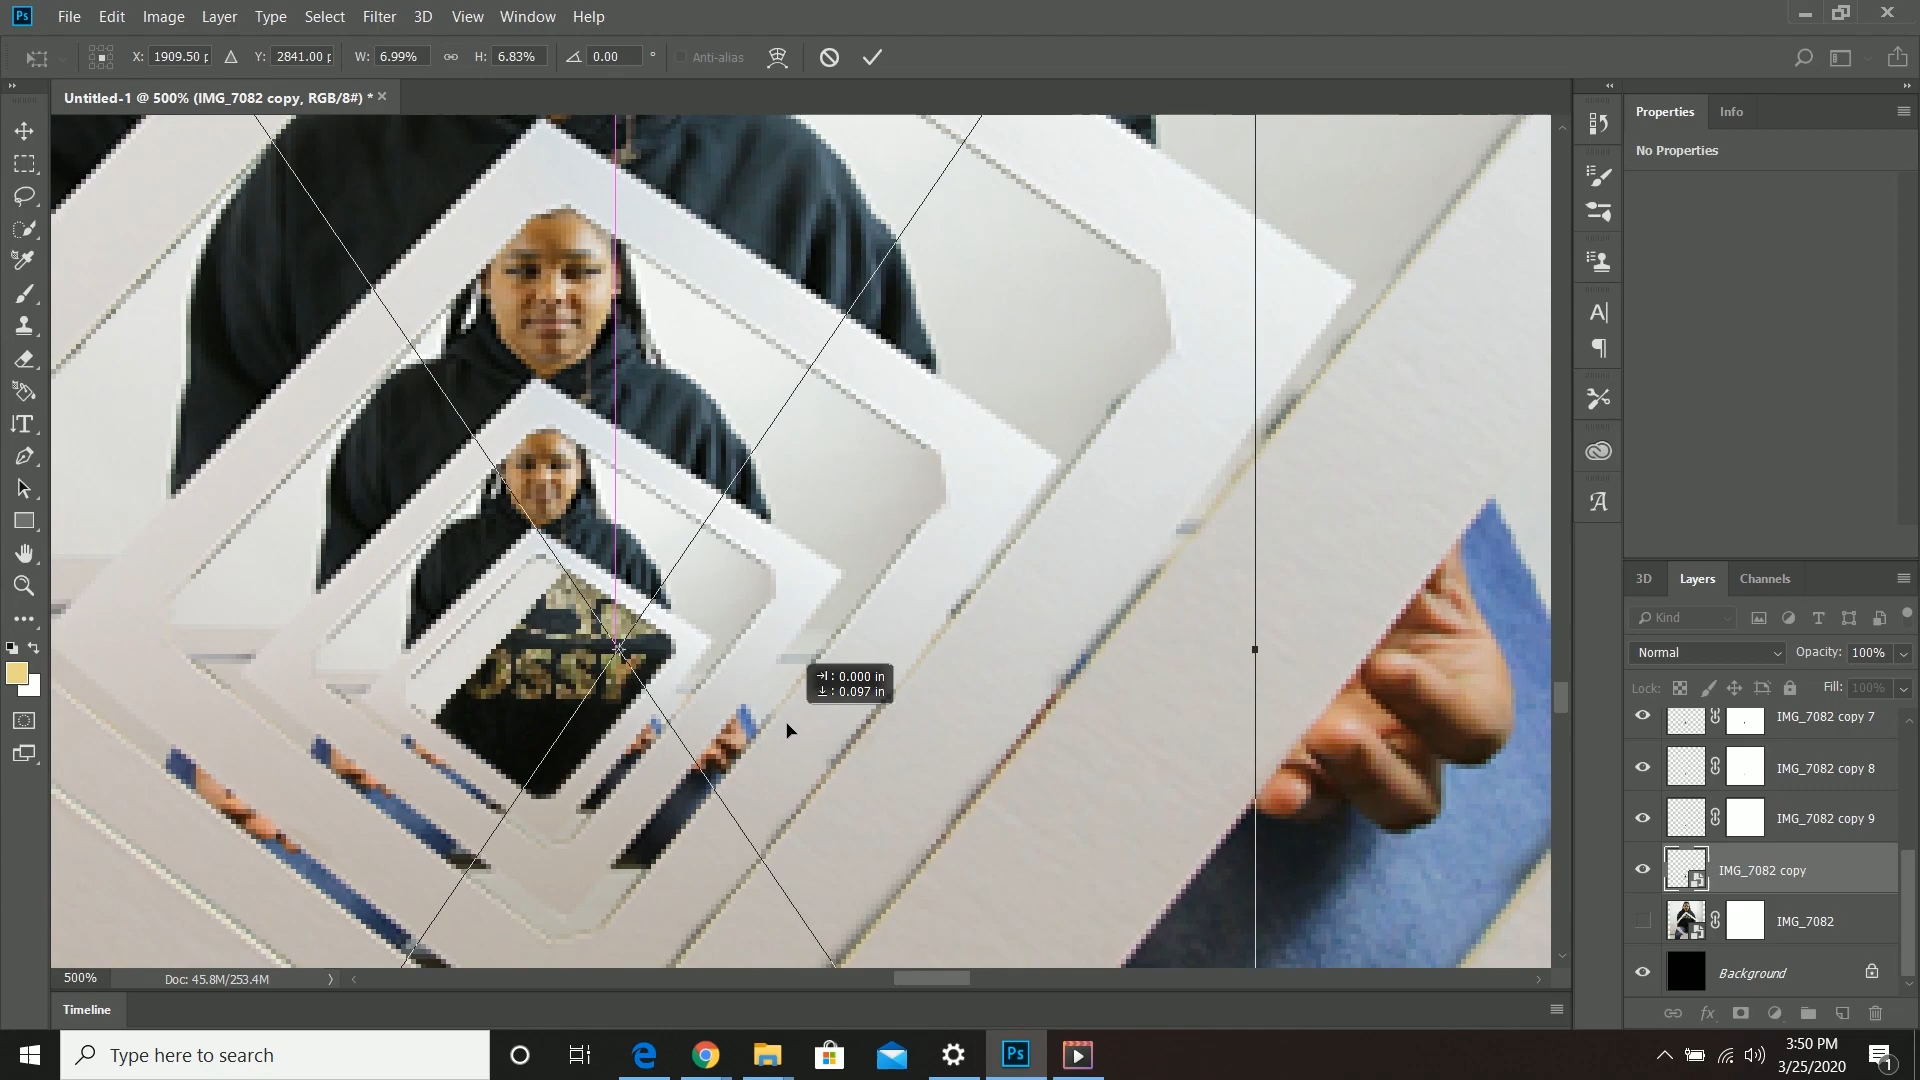 Ps File Edit Image Layer Type Select Filter 3D View Window Help
X: 1909.50 p Y: 2841.00 p W: 6.99% H: 6.83% 0.00 ° Anti-alias
Untitled-1 @ 500% (IMG_7082 copy, RGB/8#) *
Properties Info
No Properties
OSSY
→I : 0.000 in
: 0.097 in
3D Layers Channels
Kind
Normal Opacity: 100%
Lock: Fill: 100%
IMG_7082 copy 7
IMG_7082 copy 8
IMG_7082 copy 9
IMG_7082 copy
IMG_7082
Background
fx
500% Doc: 45.8M/253.4M
Timeline
Type here to search
Ps
3:50 PM
3/25/2020
1